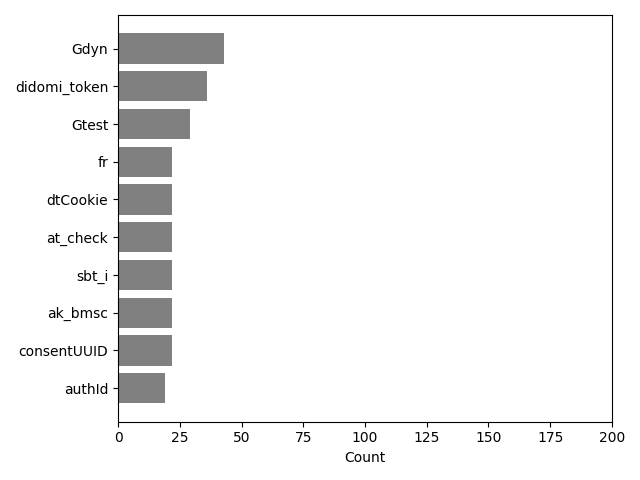 Gdyn
didomi_token
Gtest
fr
dtCookie
at_check
sbt_i
ak_bmsc
consentUUID
authId
0 25 50 75 100 125 150 175 200
Count